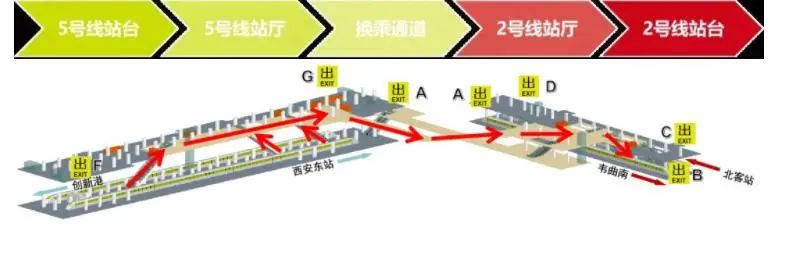 5号线站台
5号线站厅
换乘通道
2号线站厅
2号线站台
G
出
EXIT
出
EXIT
A
A
出
EXIT
出
EXIT
D
C
出
EXIT
出
EXIT
F
创新港
西安东站
韦曲南
出
EXIT
B
北客站